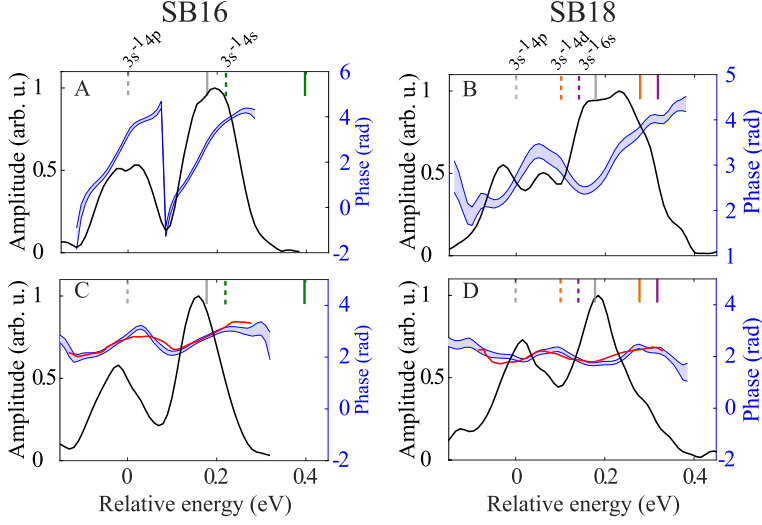 SB16
SB18
3s⁻¹4p
3s⁻¹4s
3s⁻¹4p
3s⁻¹4d
3s⁻¹6s
A
Amplitude (arb. u.)
1
0.5
0
6
4
2
0
-2
Phase (rad)
B
Amplitude (arb. u.)
1
0.5
0
5
4
3
2
1
Phase (rad)
C
Amplitude (arb. u.)
1
0.5
0
4
2
0
-2
Phase (rad)
0
0.2
0.4
Relative energy (eV)
D
Amplitude (arb. u.)
1
0.5
0
4
2
0
-2
Phase (rad)
0
0.2
0.4
Relative energy (eV)